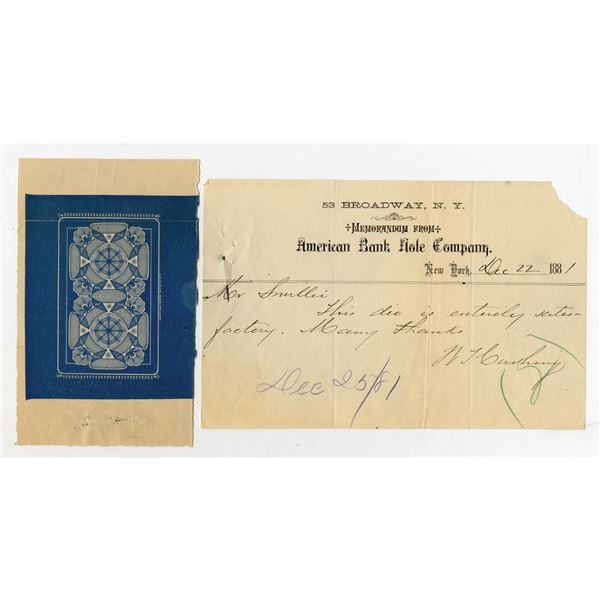 53 BROADWAY, N. Y.
MEMORANDUM FROM
American Bank Note Company.
New York, Dec 22 1881
Mr Smillie
This die is entirely satis-
factory. Many thanks
Dec 25/81